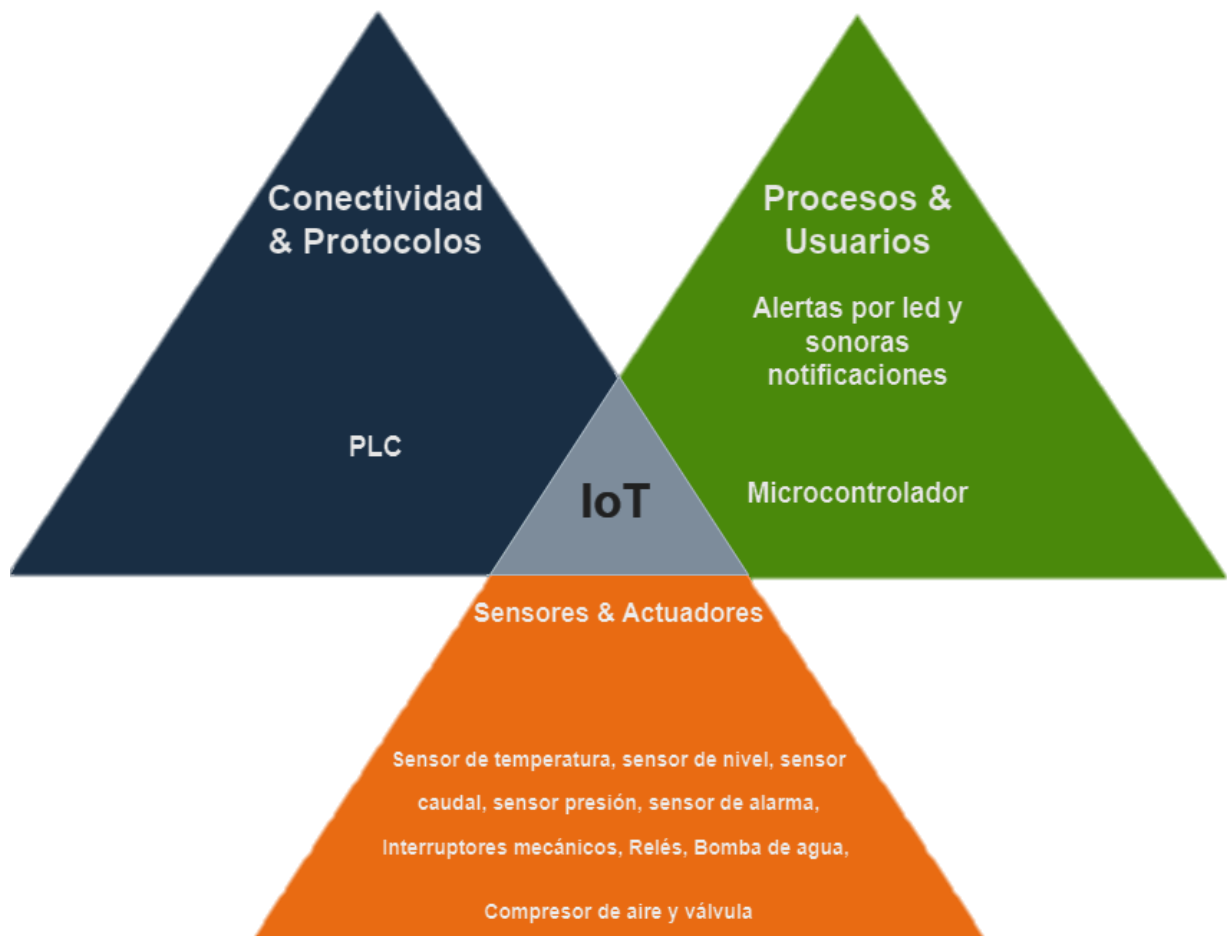 Conectividad
& Protocolos
PLC
Procesos &
Usuarios
Alertas por led y
sonoras
notificaciones
Microcontrolador
IoT
Sensores & Actuadores
Sensor de temperatura, sensor de nivel, sensor
caudal, sensor presión, sensor de alarma,
Interruptores mecánicos, Relés, Bomba de agua,
Compresor de aire y válvula